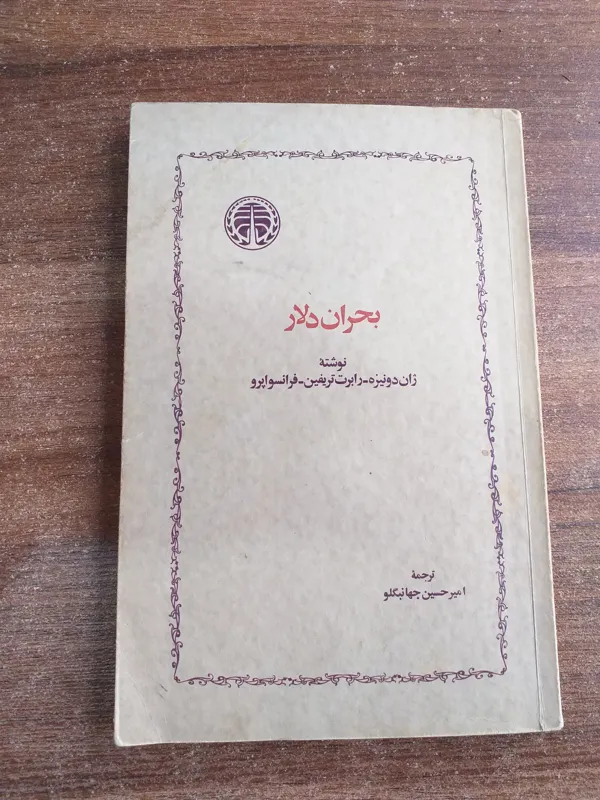 بحران دلار
نوشتهٔ
ژان دونیزه - رابرت تریفین - فرانسوا پرو
ترجمهٔ
امیرحسین جهانبگلو